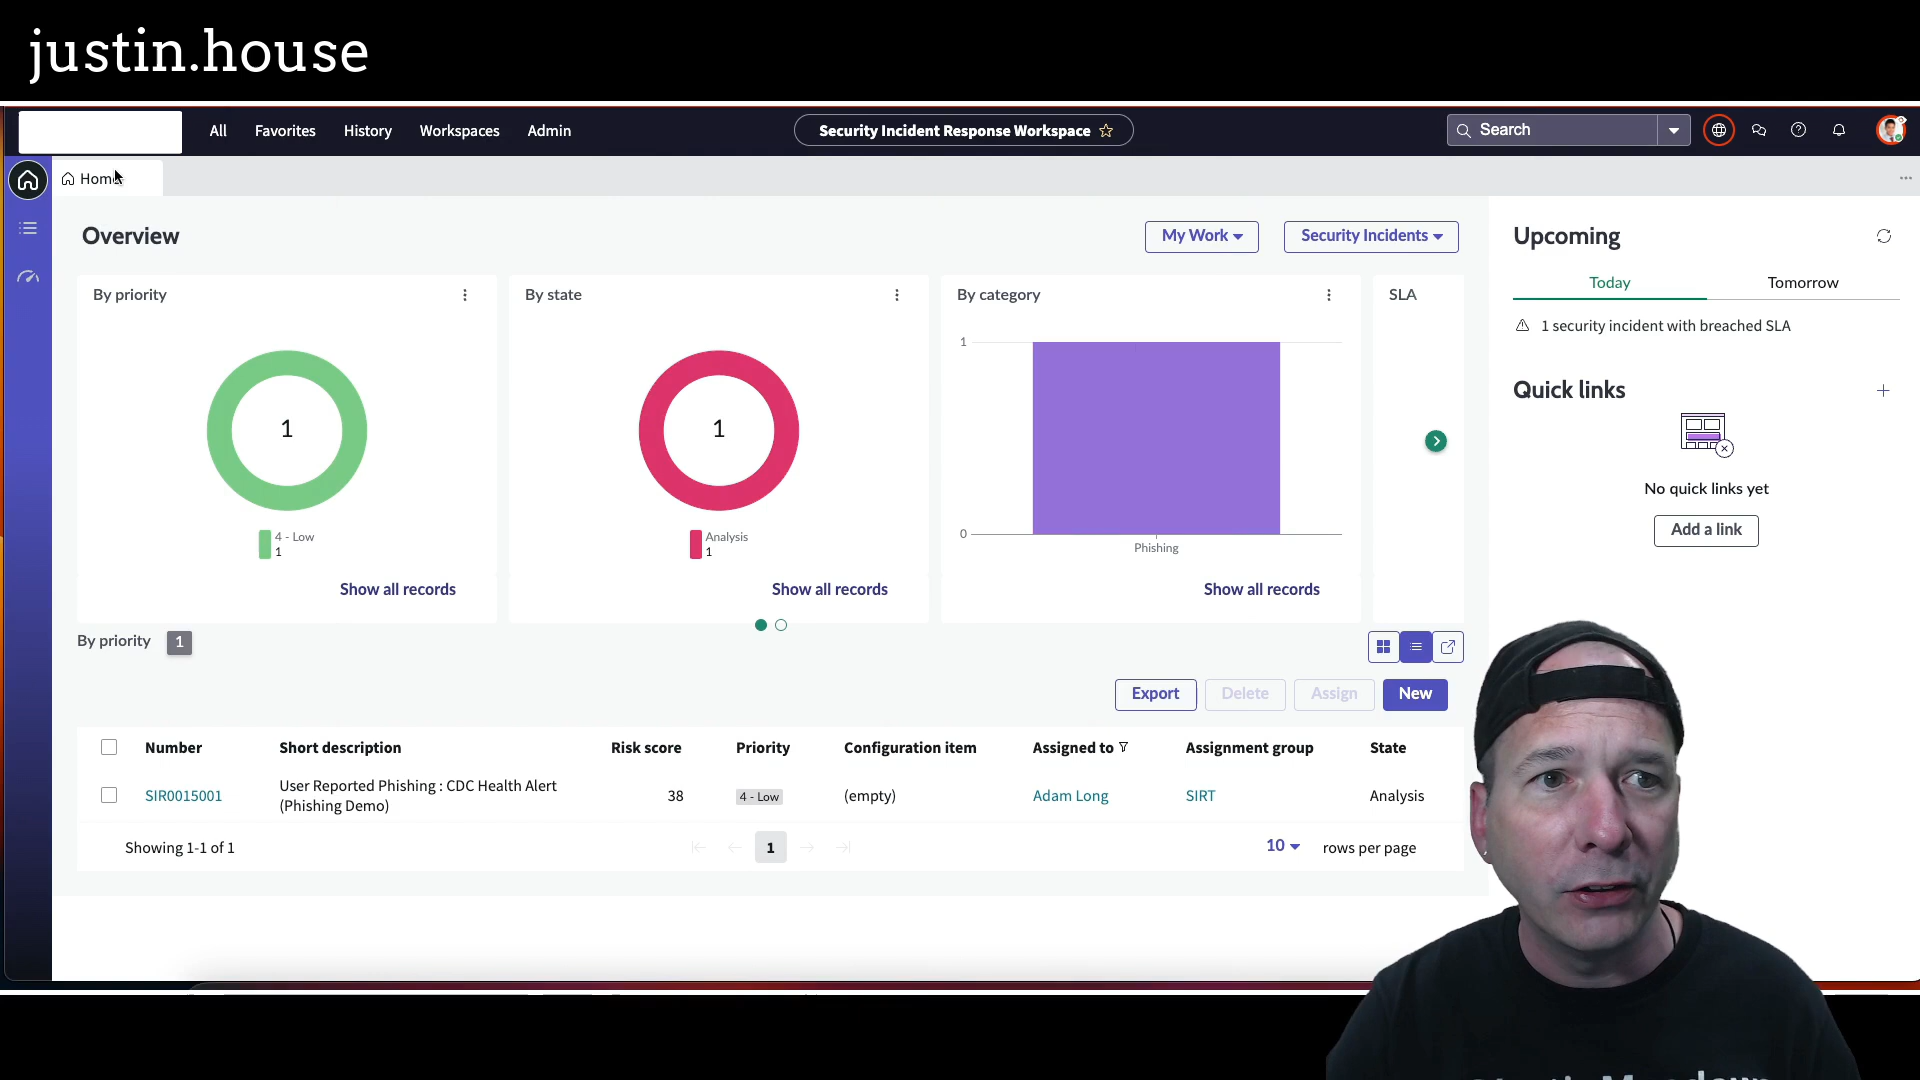 justin.house
All Favorites History Workspaces Admin
Security Incident Response Workspace
Search
Home
Overview
My Work
Security Incidents
By priority
By state
By category
SLA
1
1
1
0
4 - Low
1
Analysis
1
Phishing
Show all records
Show all records
Show all records
By priority 1
Export Delete Assign New
Number Short description Risk score Priority Configuration item Assigned to Assignment group State
SIR0015001 User Reported Phishing : CDC Health Alert (Phishing Demo) 38 4 - Low (empty) Adam Long SIRT Analysis
Showing 1-1 of 1
1
10 rows per page
Upcoming
Today Tomorrow
1 security incident with breached SLA
Quick links
No quick links yet
Add a link